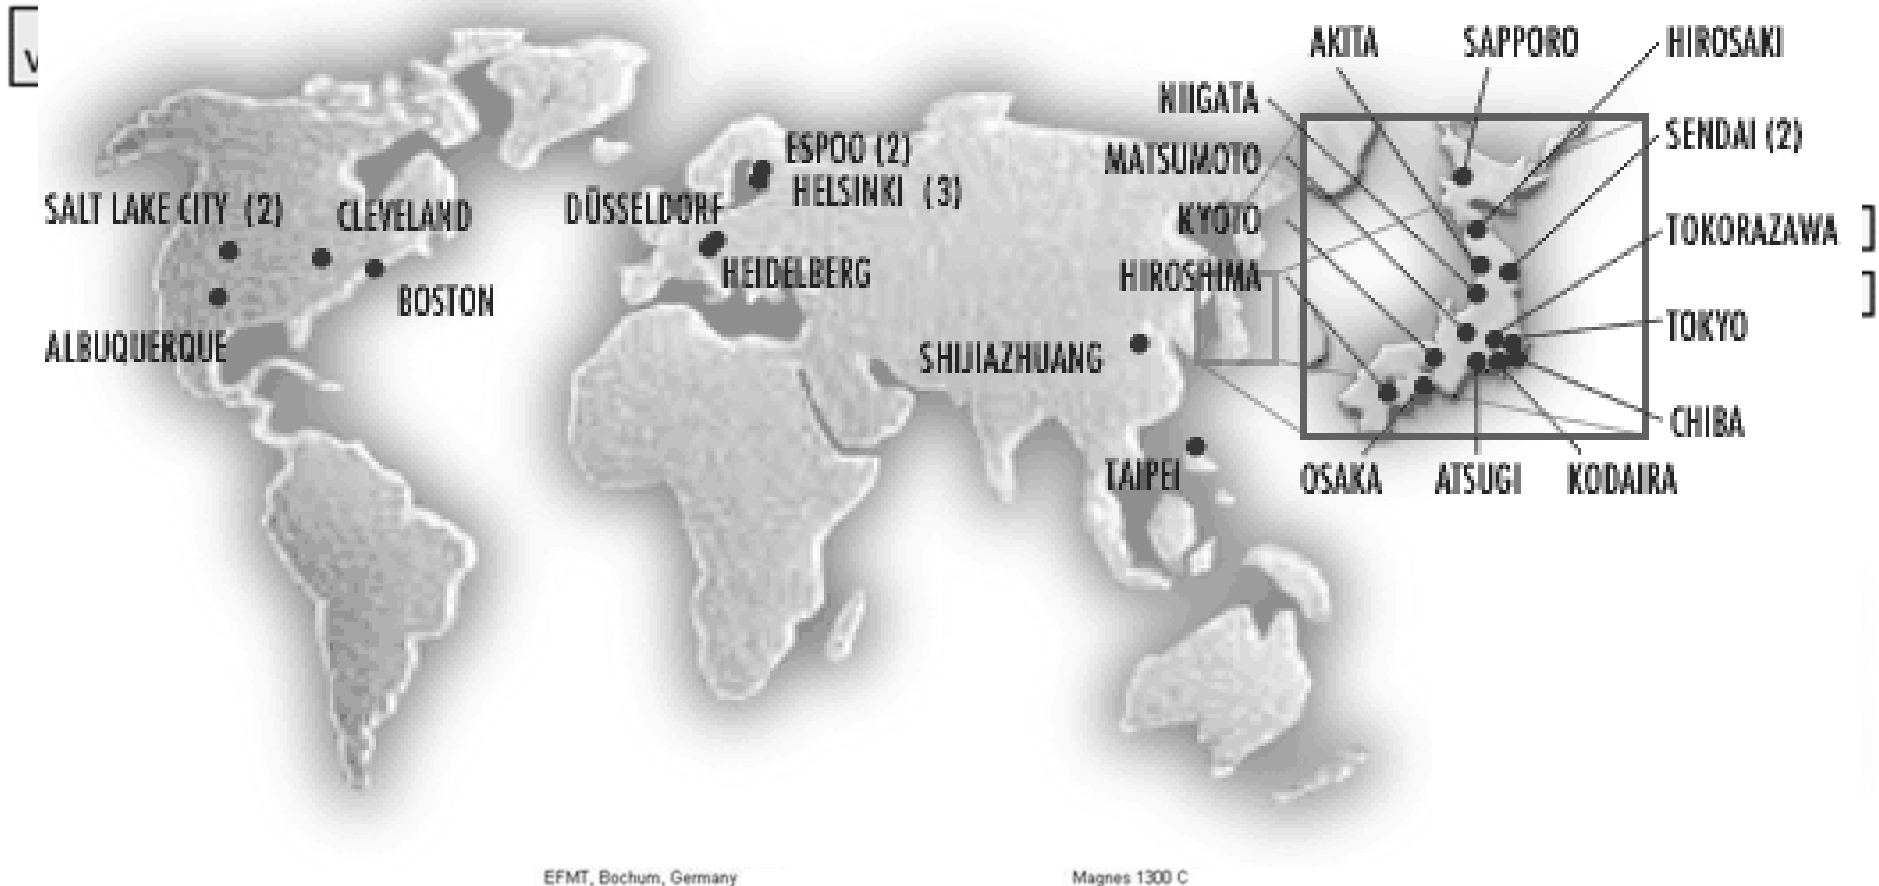 AKITA
SAPPORO
HIROSAKI
NIIGATA
SENDAI (2)
ESPOO (2)
MATSUMOTO
HELSINKI (3)
SALT LAKE CITY (2)
CLEVELAND
DÜSSELDORF
KYOTO
TOKORAZAWA
HEIDELBERG
HIROSHIMA
BOSTON
TOKYO
ALBUQUERQUE
SHIJIAZHUANG
CHIBA
TAIPEI
OSAKA
ATSUGI
KODAIRA
EFMT, Bochum, Germany
Magnes 1300 C